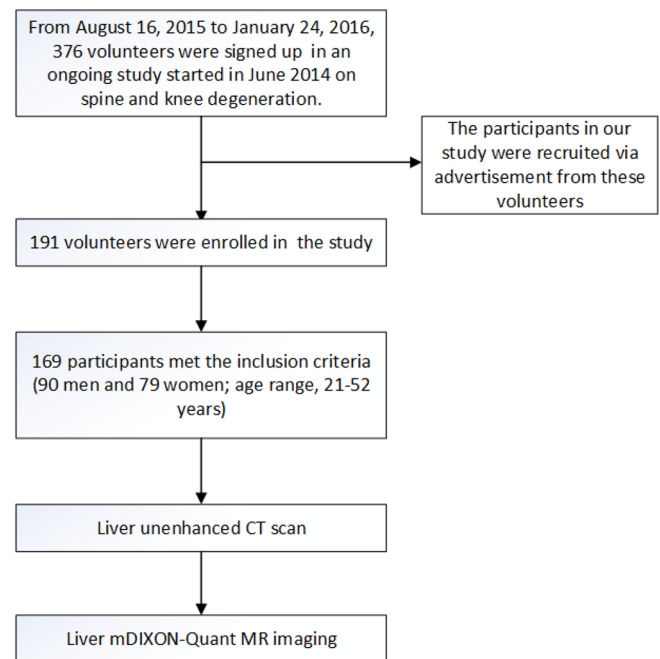 From August 16, 2015 to January 24, 2016,
376 volunteers were signed up in an
ongoing study started in June 2014 on
spine and knee degeneration.
The participants in our
study were recruited via
advertisement from these
volunteers
191 volunteers were enrolled in the study
169 participants met the inclusion criteria
(90 men and 79 women; age range, 21-52
years)
Liver unenhanced CT scan
Liver mDIXON-Quant MR imaging